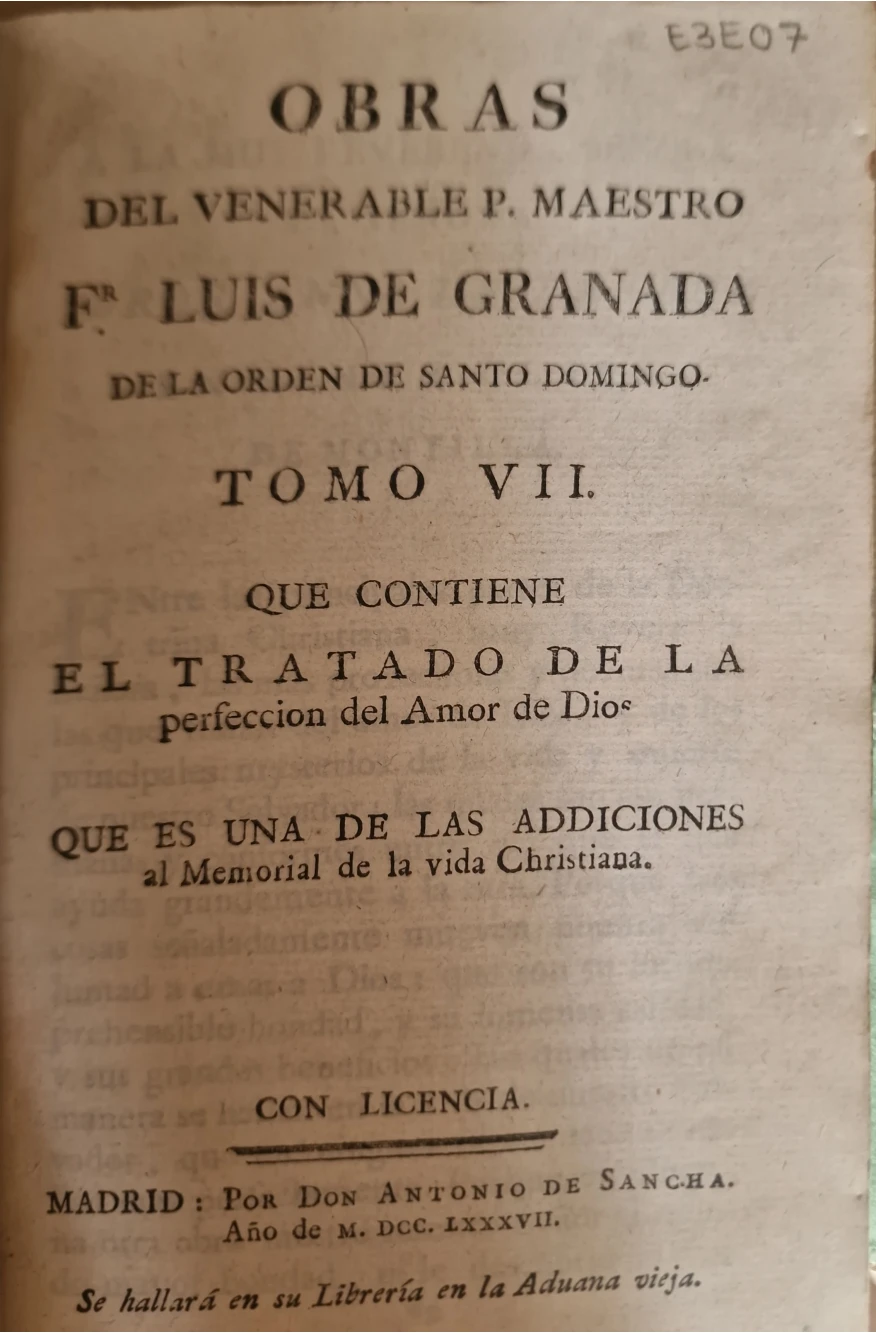 E3E07
OBRAS
DEL VENERABLE P. MAESTRO
Fᴿ. LUIS DE GRANADA
DE LA ORDEN DE SANTO DOMINGO.
TOMO VII.
QUE CONTIENE
EL TRATADO DE LA
perfeccion del Amor de Dios
QUE ES UNA DE LAS ADDICIONES
al Memorial de la vida Christiana.
CON LICENCIA.
MADRID : POR DON ANTONIO DE SANCHA.
Año de M. DCC. LXXXVII.
Se hallará en su Librería en la Aduana vieja.